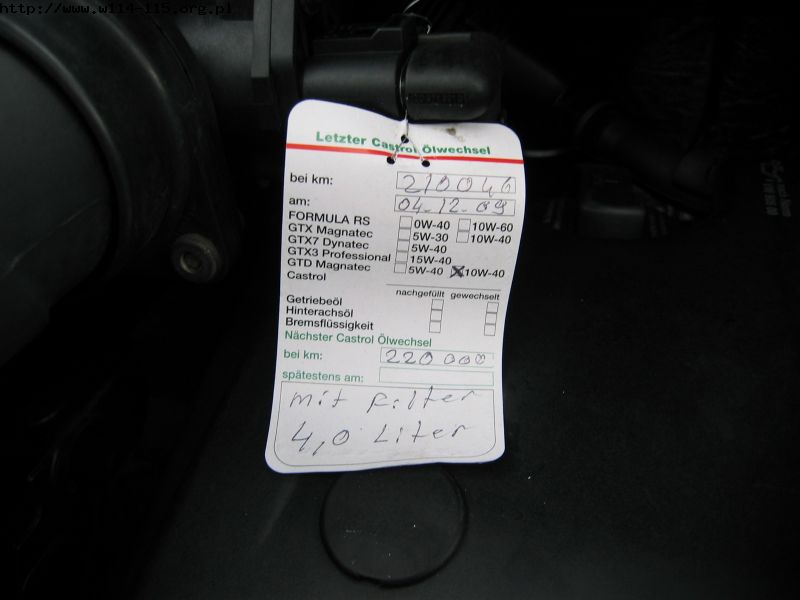 http://www.w114-115.org.pl
Letzter Castrol Ölwechsel
bei km: 210046
am: 04.12.09
FORMULA RS 0W-40 10W-60
GTX Magnatec 5W-30 10W-40
GTX7 Dynatec 5W-40
GTX3 Professional 15W-40
GTD Magnatec 5W-40 10W-40
Castrol
nachgefüllt gewechselt
Getriebeöl
Hinterachsöl
Bremsflüssigkeit
Nächster Castrol Ölwechsel
bei km: 220 000
spätestens am:
mit Filter
4,0 Liter